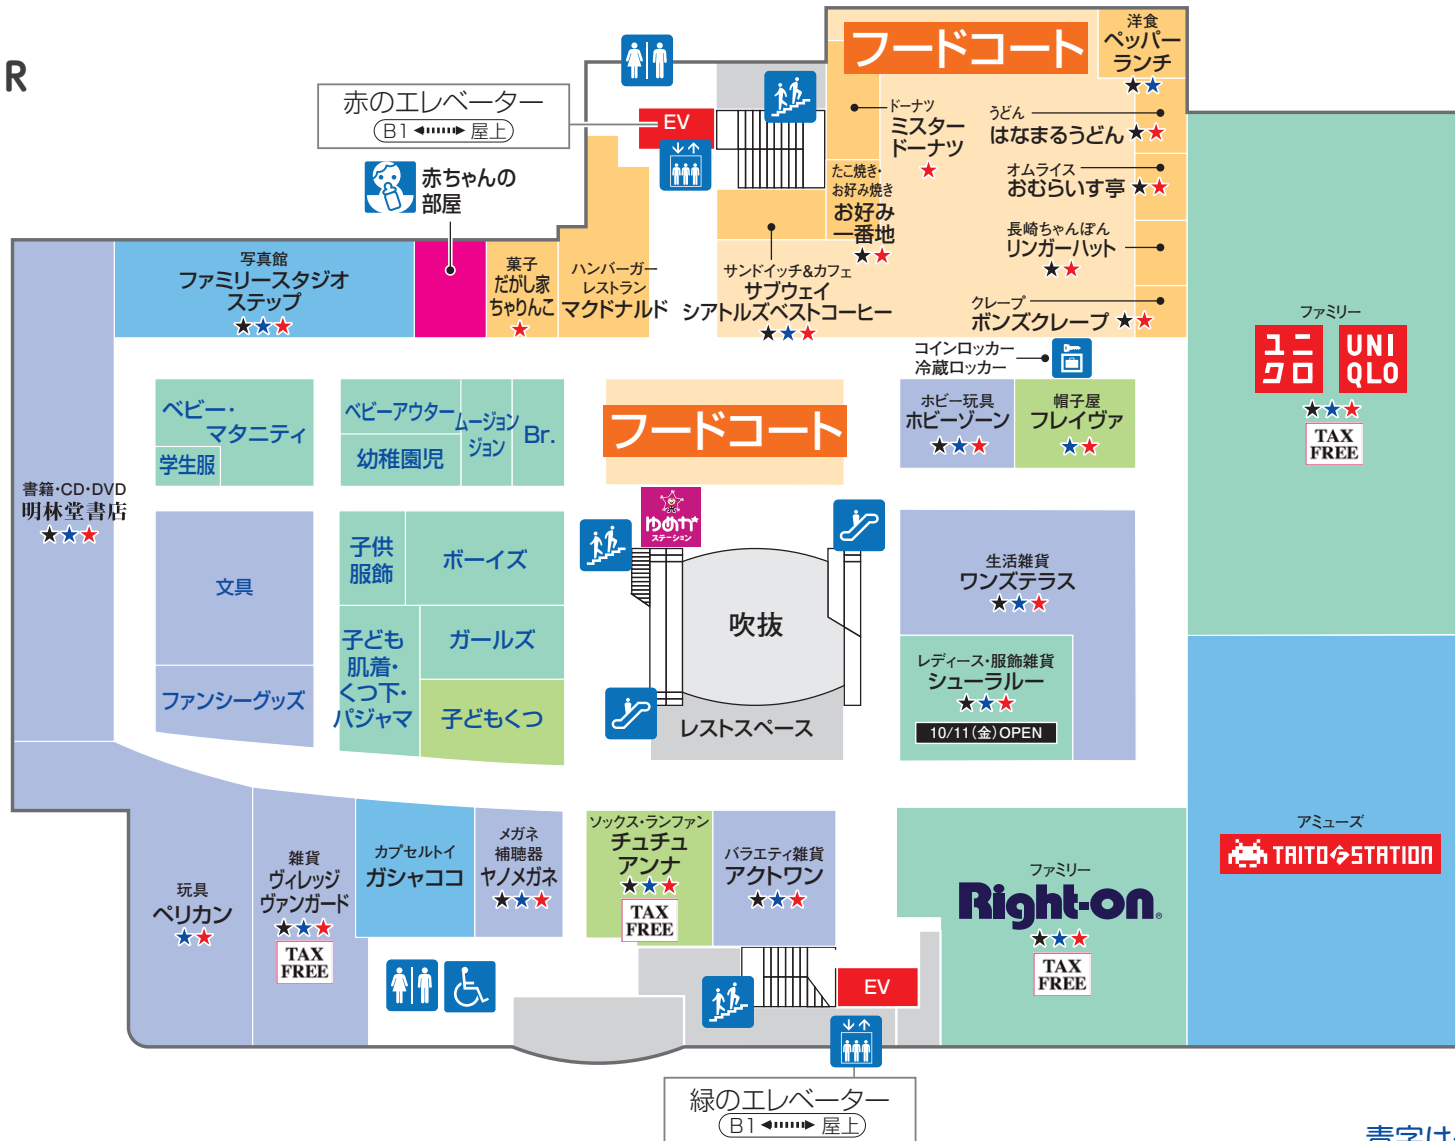 R
フードコート
洋食
ペッパー
ランチ
★★
赤のエレベーター
B1 ◀┅▶ 屋上
EV
ドーナツ
ミスター
ドーナツ
★
うどん
はなまるうどん ★★
オムライス
おむらいす亭 ★★
たこ焼き・
お好み焼き
お好み
一番地
★★
長崎ちゃんぽん
リンガーハット
★★
クレープ
ボンズクレープ ★★
赤ちゃんの
部屋
写真館
ファミリースタジオ
ステップ
★★★
菓子
だがし家
ちゃりんこ
★
ハンバーガー
レストラン
マクドナルド
サンドイッチ&カフェ
サブウェイ
シアトルズベストコーヒー
★★★
コインロッカー
冷蔵ロッカー
ファミリー
ユニ
クロ
UNI
QLO
★★★
TAX
FREE
ベビー・
マタニティ
学生服
ベビーアウター
幼稚園児
ムージョン
ジョン
Br.
フードコート
ホビー玩具
ホビーゾーン
★★★
帽子屋
フレイヴァ
★★
書籍・CD・DVD
明林堂書店
★★★
文具
ファンシーグッズ
子供
服飾
ボーイズ
子ども
肌着・
くつ下・
パジャマ
ガールズ
子どもくつ
ゆめか
ステーション
吹抜
レストスペース
生活雑貨
ワンズテラス
★★★
レディース・服飾雑貨
シューラルー
★★★
10/11(金)OPEN
玩具
ペリカン
★★
雑貨
ヴィレッジ
ヴァンガード
★★★
TAX
FREE
カプセルトイ
ガシャココ
メガネ
補聴器
ヤノメガネ
★★★
ソックス・ランファン
チュチュ
アンナ
★★★
TAX
FREE
バラエティ雑貨
アクトワン
★★★
ファミリー
Right-on®
★★★
TAX
FREE
アミューズ
TAITO STATION
EV
緑のエレベーター
B1 ◀┅▶ 屋上